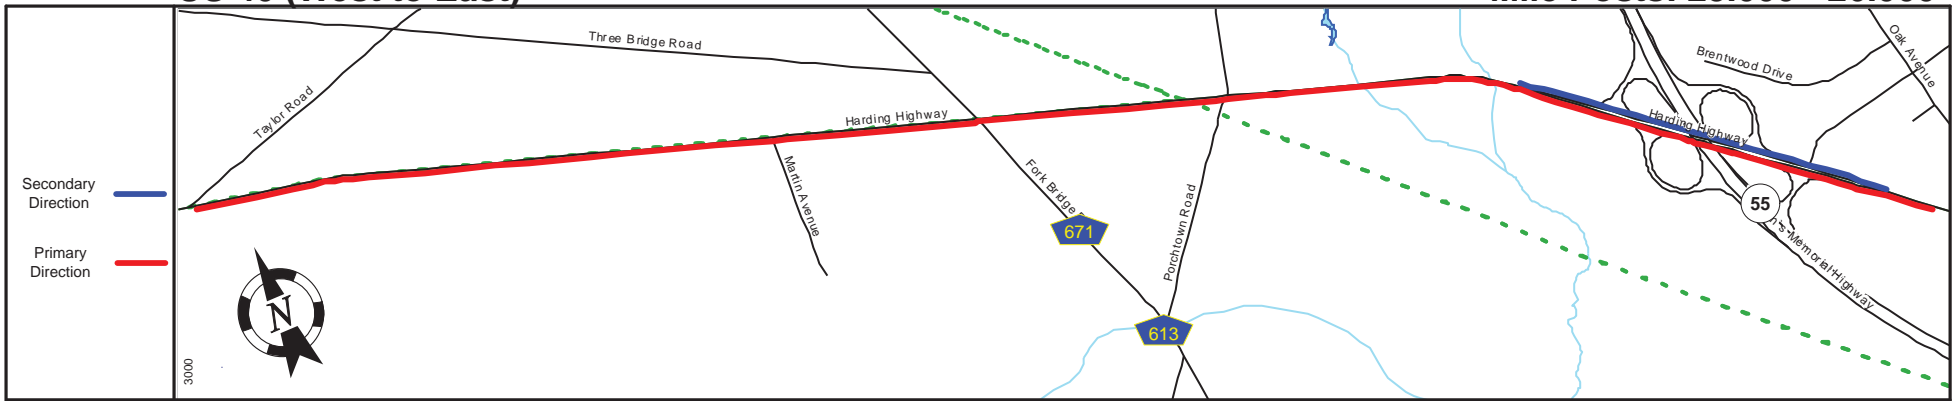 Secondary
Direction
Primary
Direction
Three Bridge Road
Taylor Road
Harding Highway
Martin Avenue
Fork Bridge
671
Porchtown Road
613
Brentwood Drive
Oak Avenue
Harding Highway
55
Memorial Highway
N
3000